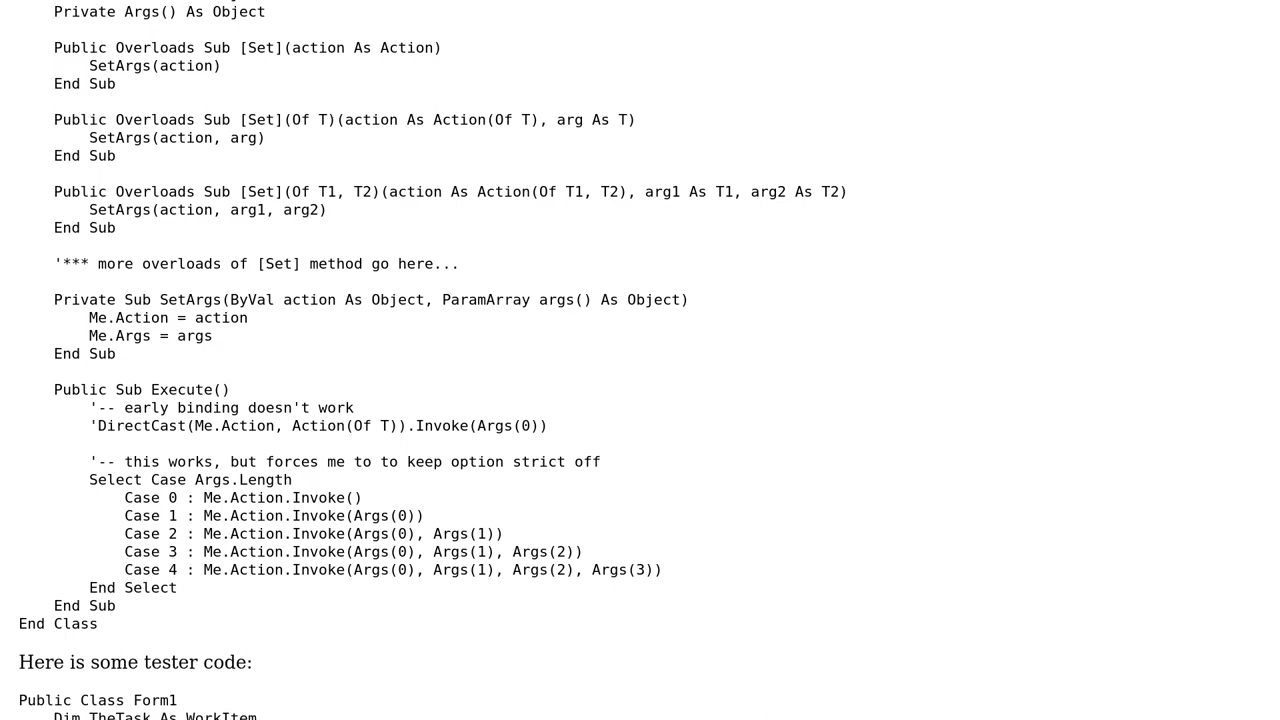 Private Args() As Object
Public Overloads Sub [Set](action As Action)
SetArgs(action)
End Sub
Public Overloads Sub [Set](Of T)(action As Action(Of T), arg As T)
SetArgs(action, arg)
End Sub
Public Overloads Sub [Set](Of T1, T2)(action As Action(Of T1, T2), arg1 As T1, arg2 As T2)
SetArgs(action, arg1, arg2)
End Sub
'*** more overloads of [Set] method go here...
Private Sub SetArgs(ByVal action As Object, ParamArray args() As Object)
Me.Action = action
Me.Args = args
End Sub
Public Sub Execute()
'-- early binding doesn't work
'DirectCast(Me.Action, Action(Of T)).Invoke(Args(0))
'-- this works, but forces me to to keep option strict off
Select Case Args.Length
Case 0 : Me.Action.Invoke()
Case 1 : Me.Action.Invoke(Args(0))
Case 2 : Me.Action.Invoke(Args(0), Args(1))
Case 3 : Me.Action.Invoke(Args(0), Args(1), Args(2))
Case 4 : Me.Action.Invoke(Args(0), Args(1), Args(2), Args(3))
End Select
End Sub
End Class
Here is some tester code:
Public Class Form1
Dim TheTask As WorkItem